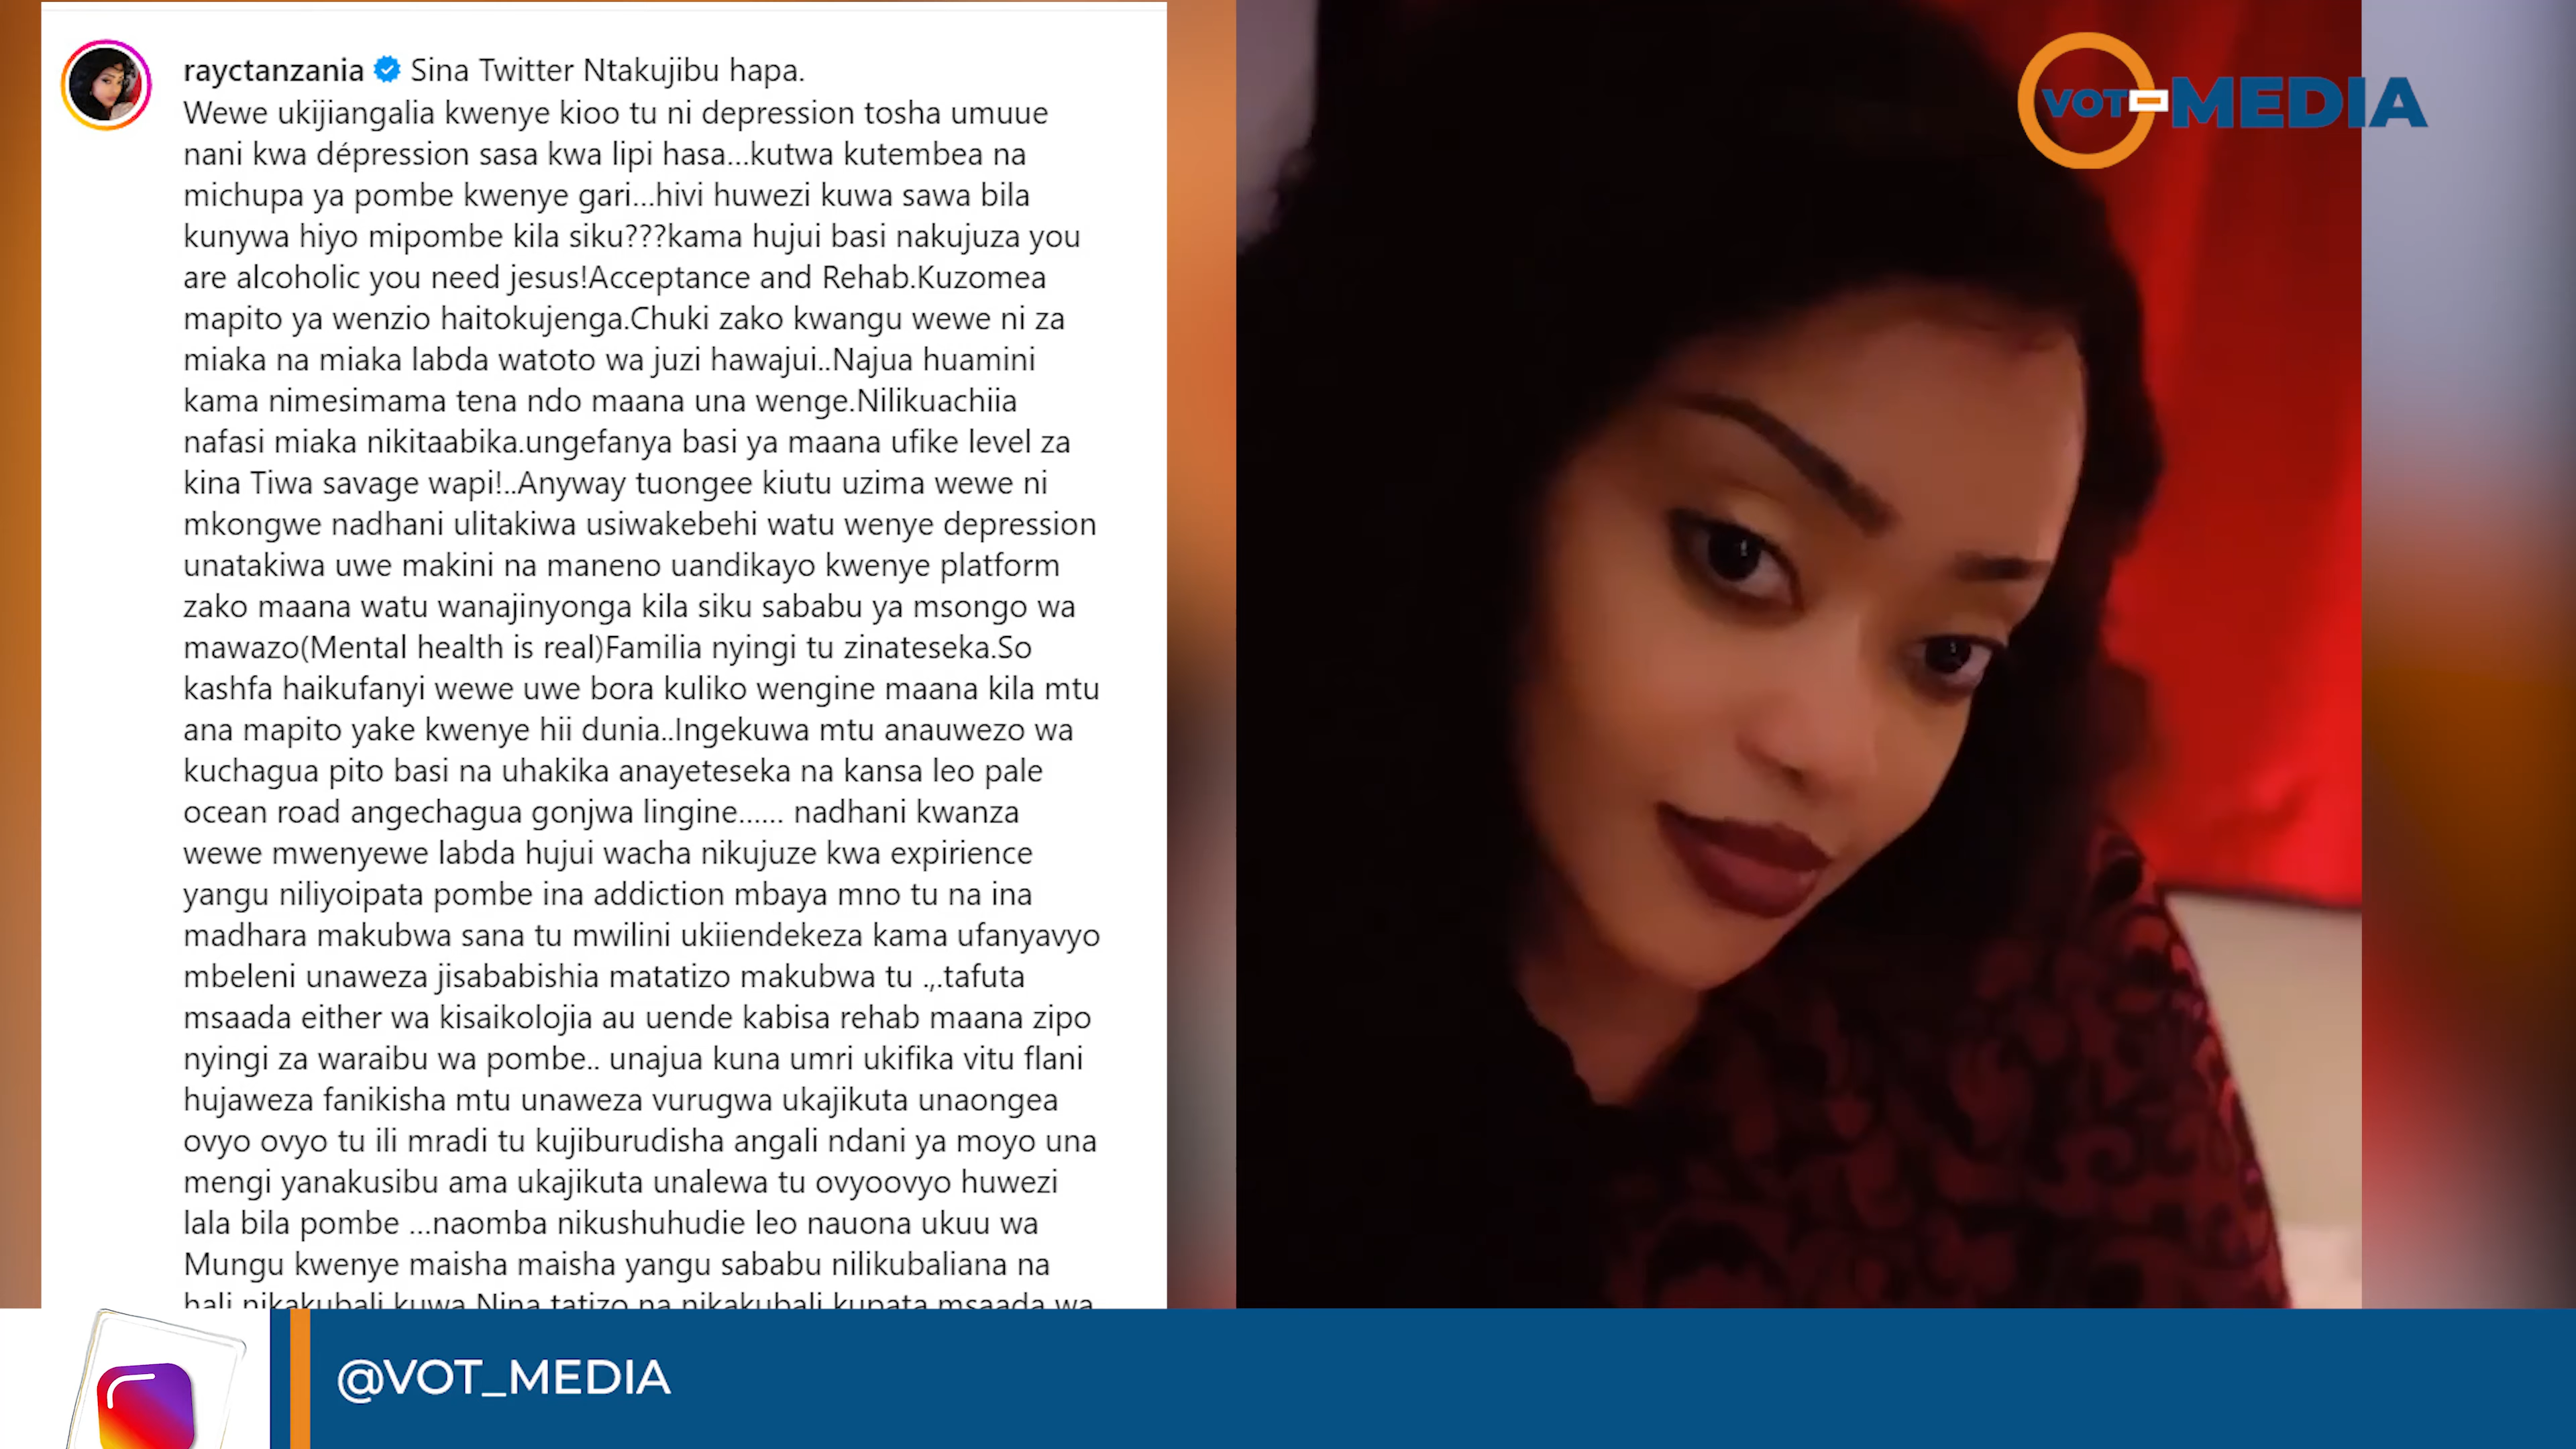 rayctanzania Sina Twitter Ntakujibu hapa.
Wewe ukijiangalia kwenye kioo tu ni depression tosha umuue
nani kwa dépression sasa kwa lipi hasa...kutwa kutembea na
michupa ya pombe kwenye gari...hivi huwezi kuwa sawa bila
kunywa hiyo mipombe kila siku???kama hujui basi nakujuza you
are alcoholic you need jesus!Acceptance and Rehab.Kuzomea
mapito ya wenzio haitokujenga.Chuki zako kwangu wewe ni za
miaka na miaka labda watoto wa juzi hawajui..Najua huamini
kama nimesimama tena ndo maana una wenge.Nilikuachiia
nafasi miaka nikitaabika.ungefanya basi ya maana ufike level za
kina Tiwa savage wapi!..Anyway tuongee kiutu uzima wewe ni
mkongwe nadhani ulitakiwa usiwakebehi watu wenye depression
unatakiwa uwe makini na maneno uandikayo kwenye platform
zako maana watu wanajinyonga kila siku sababu ya msongo wa
mawazo(Mental health is real)Familia nyingi tu zinateseka.So
kashfa haikufanyi wewe uwe bora kuliko wengine maana kila mtu
ana mapito yake kwenye hii dunia..Ingekuwa mtu anauwezo wa
kuchagua pito basi na uhakika anayeteseka na kansa leo pale
ocean road angechagua gonjwa lingine...... nadhani kwanza
wewe mwenyewe labda hujui wacha nikujuze kwa expirience
yangu niliyoipata pombe ina addiction mbaya mno tu na ina
madhara makubwa sana tu mwilini ukiiendekeza kama ufanyavyo
mbeleni unaweza jisababishia matatizo makubwa tu .,.tafuta
msaada either wa kisaikolojia au uende kabisa rehab maana zipo
nyingi za waraibu wa pombe.. unajua kuna umri ukifika vitu flani
hujaweza fanikisha mtu unaweza vurugwa ukajikuta unaongea
ovyo ovyo tu ili mradi tu kujiburudisha angali ndani ya moyo una
mengi yanakusibu ama ukajikuta unalewa tu ovyoovyo huwezi
lala bila pombe ...naomba nikushuhudie leo nauona ukuu wa
Mungu kwenye maisha maisha yangu sababu nilikubaliana na
hali nikakubali kuwa Nina tatizo na nikakubali kupata msaada wa
VOT-MEDIA
@VOT_MEDIA